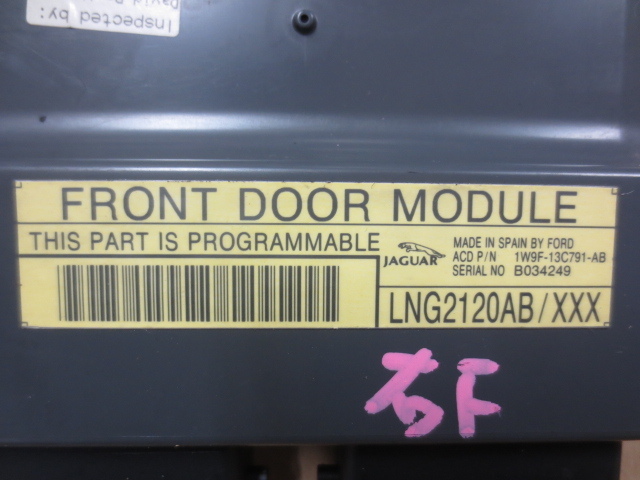 Inspected by:
FRONT DOOR MODULE
THIS PART IS PROGRAMMABLE
JAGUAR
MADE IN SPAIN BY FORD
ACD P/N 1W9F-13C791-AB
SERIAL NO B034249
LNG2120AB/XXX
右F